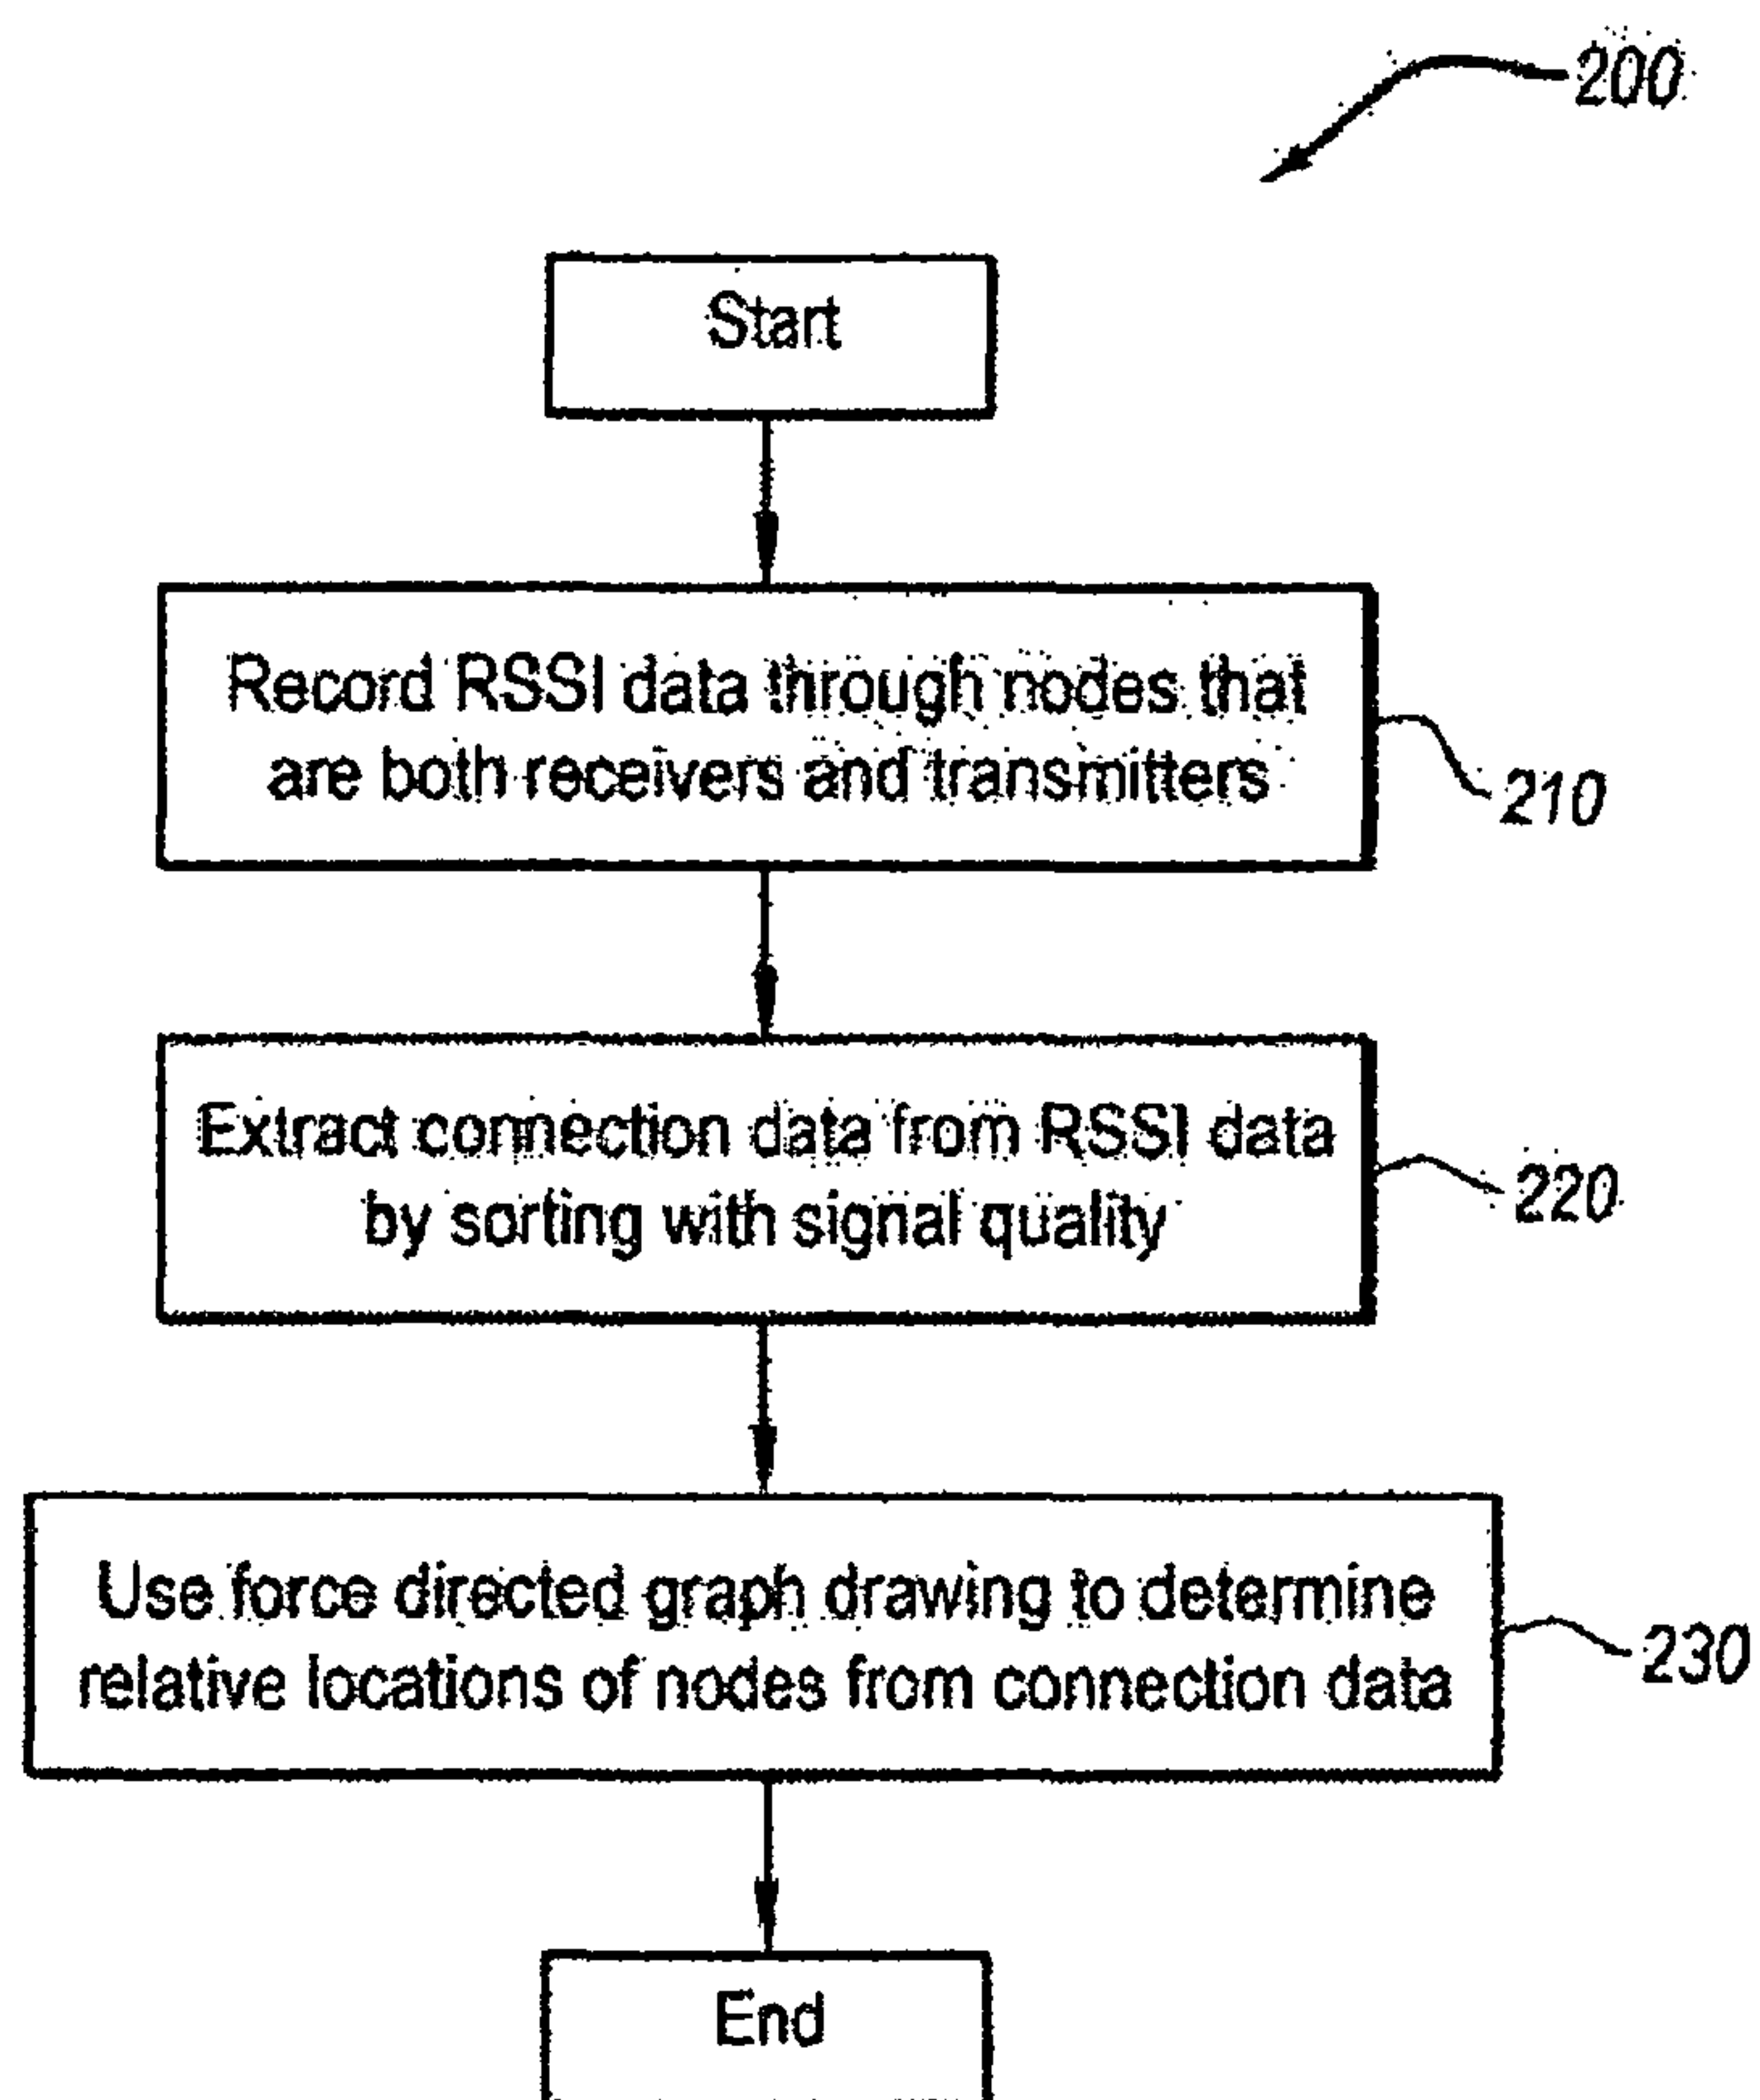 200
Start
Record RSSI data through nodes that
are both receivers and transmitters
210
Extract connection data from RSSI data
by sorting with signal quality
220
Use force directed graph drawing to determine
relative locations of nodes from connection data
230
End